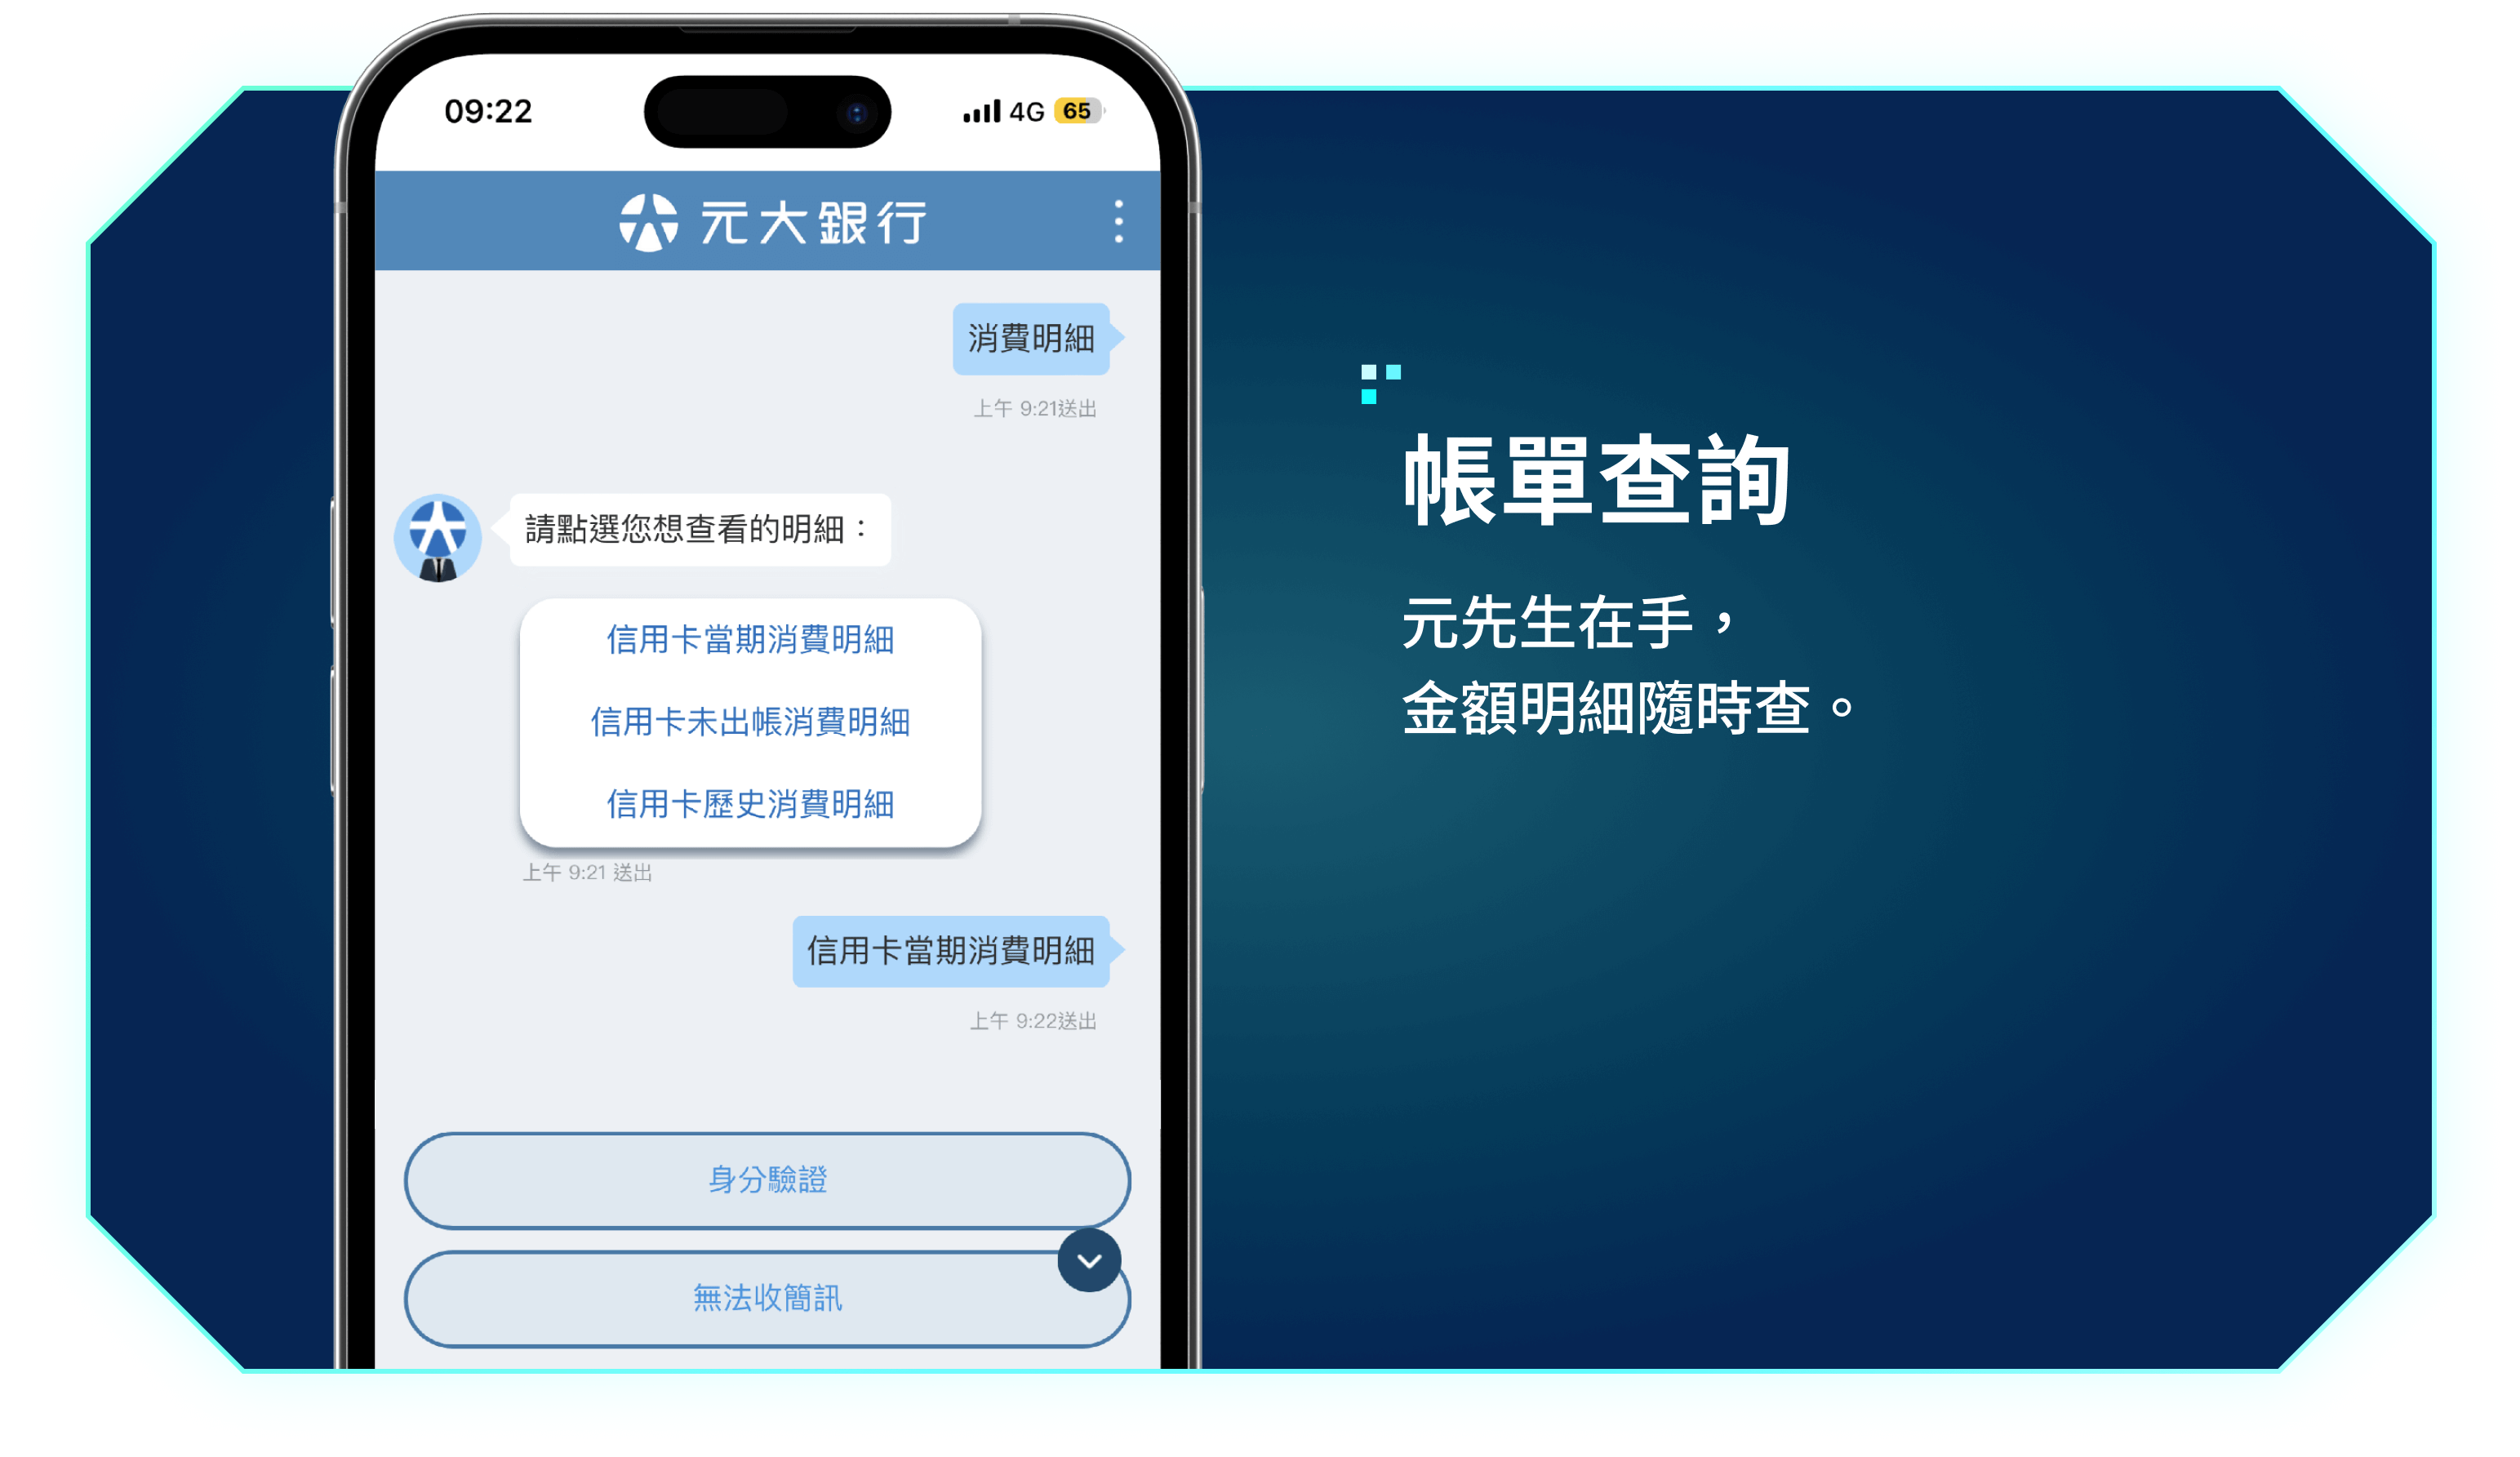 09:22
4G 65
元大銀行
消費明細
上午 9:21送出
請點選您想查看的明細：
信用卡當期消費明細
信用卡未出帳消費明細
信用卡歷史消費明細
上午 9:21 送出
信用卡當期消費明細
上午 9:22送出
身分驗證
無法收簡訊
帳單查詢
元先生在手，
金額明細隨時查。